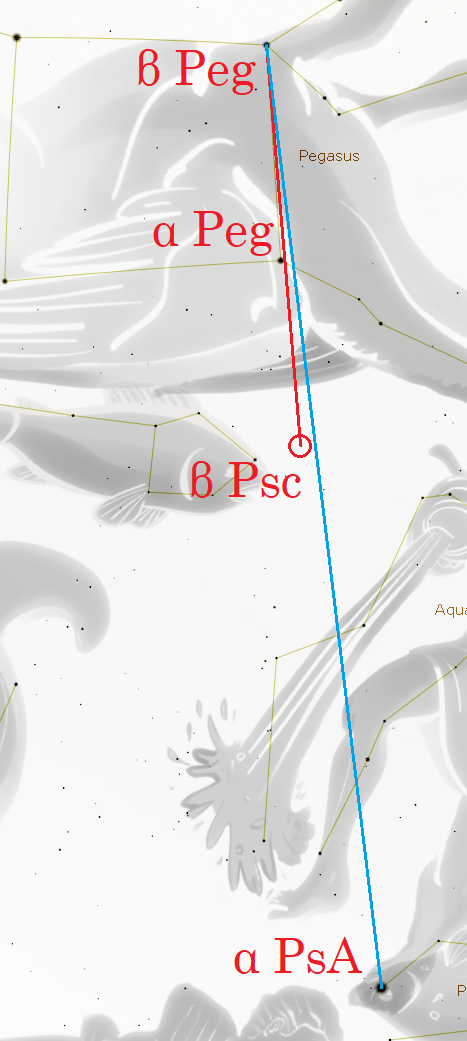 β Peg
Pegasus
α Peg
β Psc
Aqua
α PsA
P